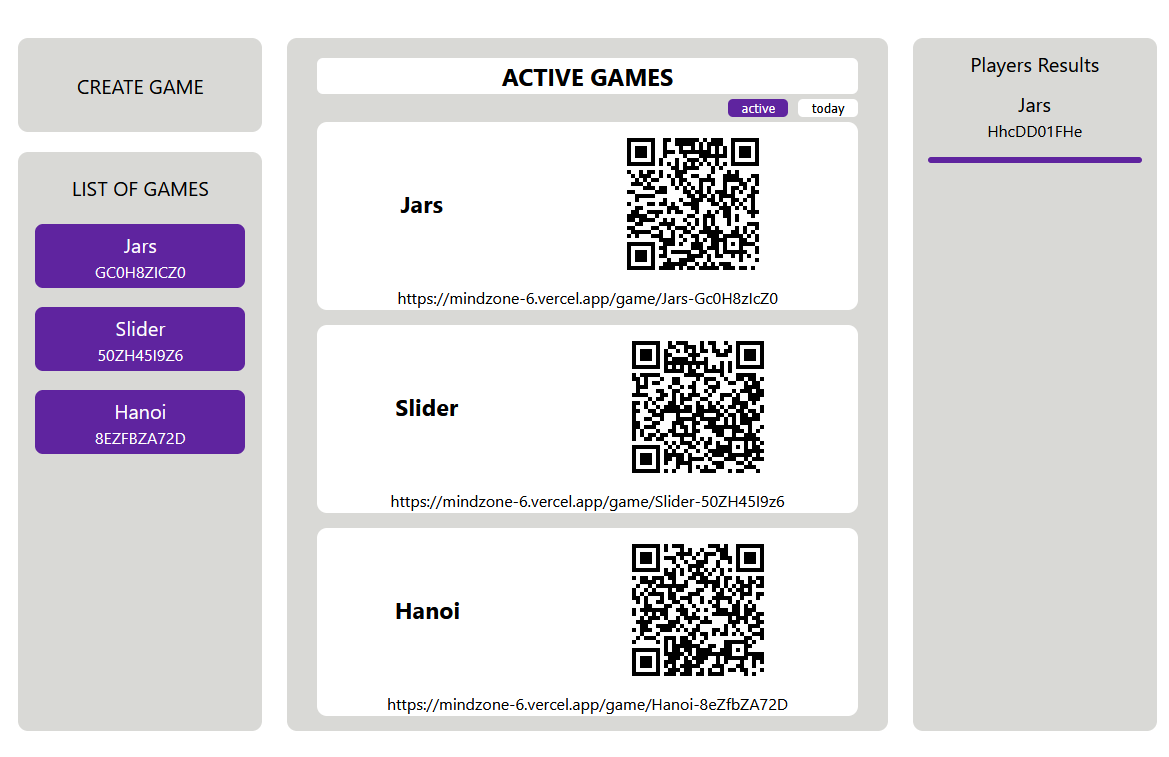 CREATE GAME
LIST OF GAMES
Jars
GC0H8ZICZ0
Slider
50ZH45I9Z6
Hanoi
8EZFBZA72D
ACTIVE GAMES
active
today
Jars
https://mindzone-6.vercel.app/game/Jars-Gc0H8zIcZ0
Slider
https://mindzone-6.vercel.app/game/Slider-50ZH45I9z6
Hanoi
https://mindzone-6.vercel.app/game/Hanoi-8eZfbZA72D
Players Results
Jars
HhcDD01FHe